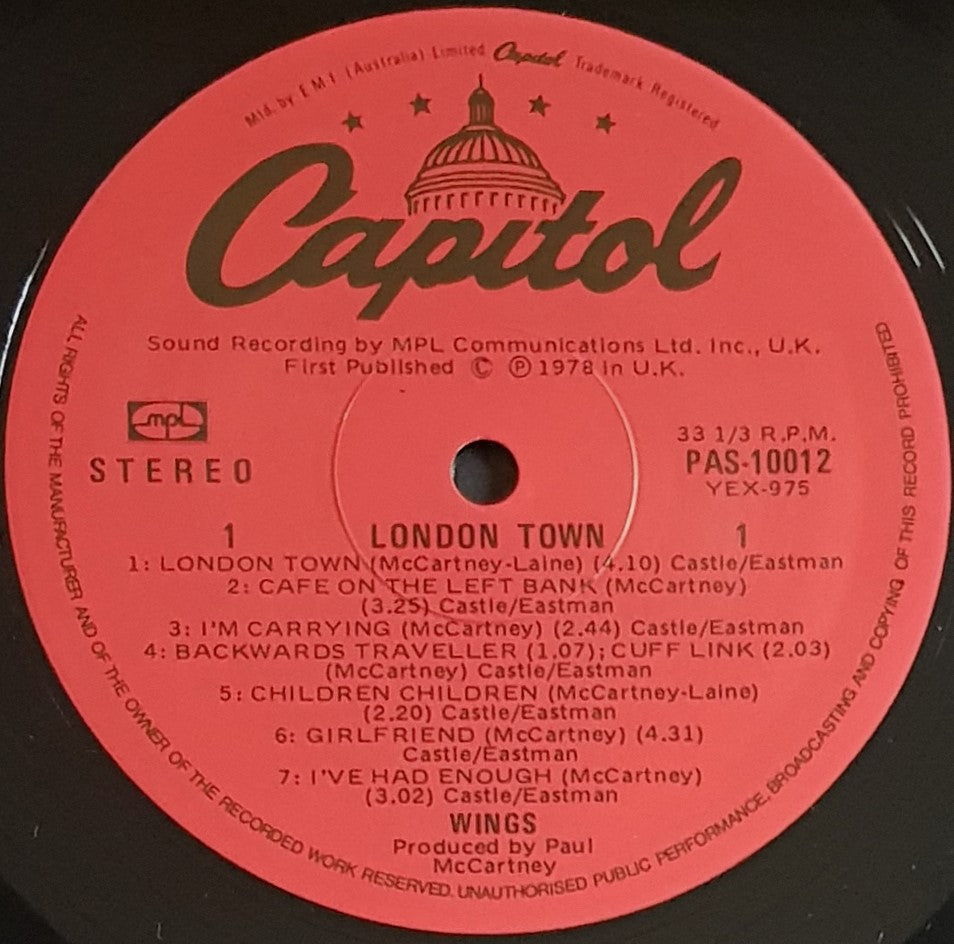 Mfd. by E M I (Australia) Limited Capitol Trademark Registered
Capitol
Sound Recording by MPL Communications Ltd. Inc., U.K.
First Published © ℗ 1978 in U.K.
mpl
STEREO
33 1/3 R.P.M.
PAS-10012
YEX-975
1 LONDON TOWN 1
1: LONDON TOWN (McCartney-Laine) (4.10) Castle/Eastman
2: CAFE ON THE LEFT BANK (McCartney)
(3.25) Castle/Eastman
3: I'M CARRYING (McCartney) (2.44) Castle/Eastman
4: BACKWARDS TRAVELLER (1.07); CUFF LINK (2.03)
(McCartney) Castle/Eastman
5: CHILDREN CHILDREN (McCartney-Laine)
(2.20) Castle/Eastman
6: GIRLFRIEND (McCartney) (4.31)
Castle/Eastman
7: I'VE HAD ENOUGH (McCartney)
(3.02) Castle/Eastman
WINGS
Produced by Paul
McCartney
ALL RIGHTS OF THE MANUFACTURER AND OF THE OWNER OF THE RECORDED WORK RESERVED. UNAUTHORISED PUBLIC PERFORMANCE, BROADCASTING AND COPYING OF THIS RECORD PROHIBITED